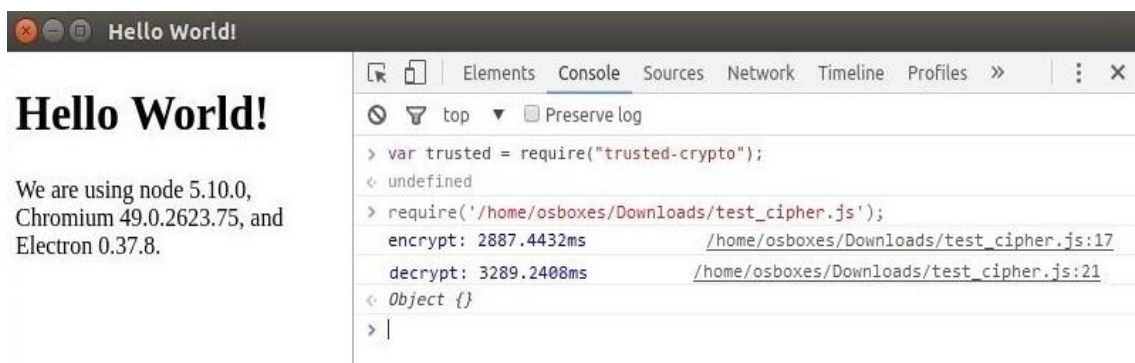 Hello World!
Elements Console Sources Network Timeline Profiles »
top ▼ Preserve log
Hello World!
We are using node 5.10.0,
Chromium 49.0.2623.75, and
Electron 0.37.8.
> var trusted = require("trusted-crypto");
<· undefined
> require('/home/osboxes/Downloads/test_cipher.js');
encrypt: 2887.4432ms /home/osboxes/Downloads/test_cipher.js:17
decrypt: 3289.2408ms /home/osboxes/Downloads/test_cipher.js:21
<· Object {}
>